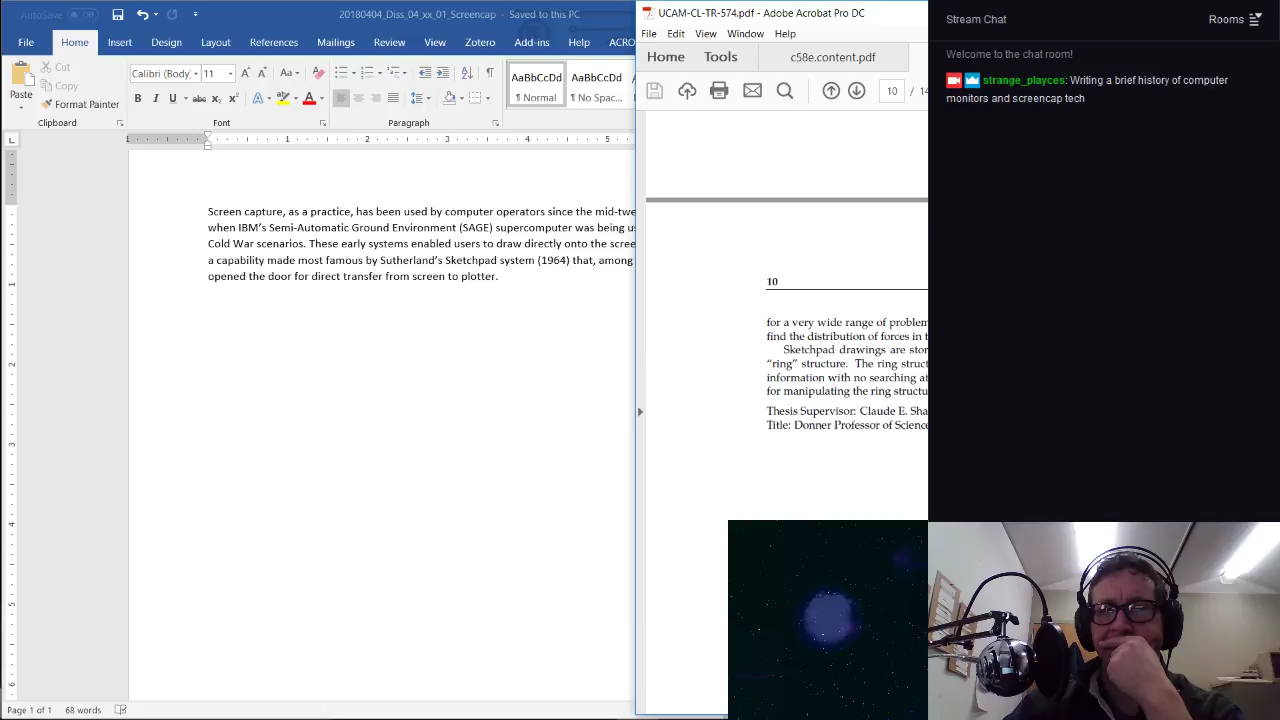 AutoSave Off
20180404_Diss_04_xx_01_Screencap - Saved to this PC
File Home Insert Design Layout References Mailings Review View Zotero Add-ins Help ACRO
Paste
Cut
Copy
Format Painter
Calibri (Body) 11
AaBbCcDd AaBbCcDd
¶ Normal ¶ No Spac...
Clipboard Font Paragraph
Screen capture, as a practice, has been used by computer operators since the mid-twe
when IBM's Semi-Automatic Ground Environment (SAGE) supercomputer was being u
Cold War scenarios. These early systems enabled users to draw directly onto the scree
a capability made most famous by Sutherland's Sketchpad system (1964) that, among
opened the door for direct transfer from screen to plotter.
Page 1 of 1 68 words
UCAM-CL-TR-574.pdf - Adobe Acrobat Pro DC
File Edit View Window Help
Home Tools c58e.content.pdf
10 / 14
10
for a very wide range of problem
find the distribution of forces in t
Sketchpad drawings are stor
"ring" structure. The ring struct
information with no searching at
for manipulating the ring structu
Thesis Supervisor: Claude E. Sha
Title: Donner Professor of Science
Stream Chat Rooms
Welcome to the chat room!
strange_playces: Writing a brief history of computer
monitors and screencap tech